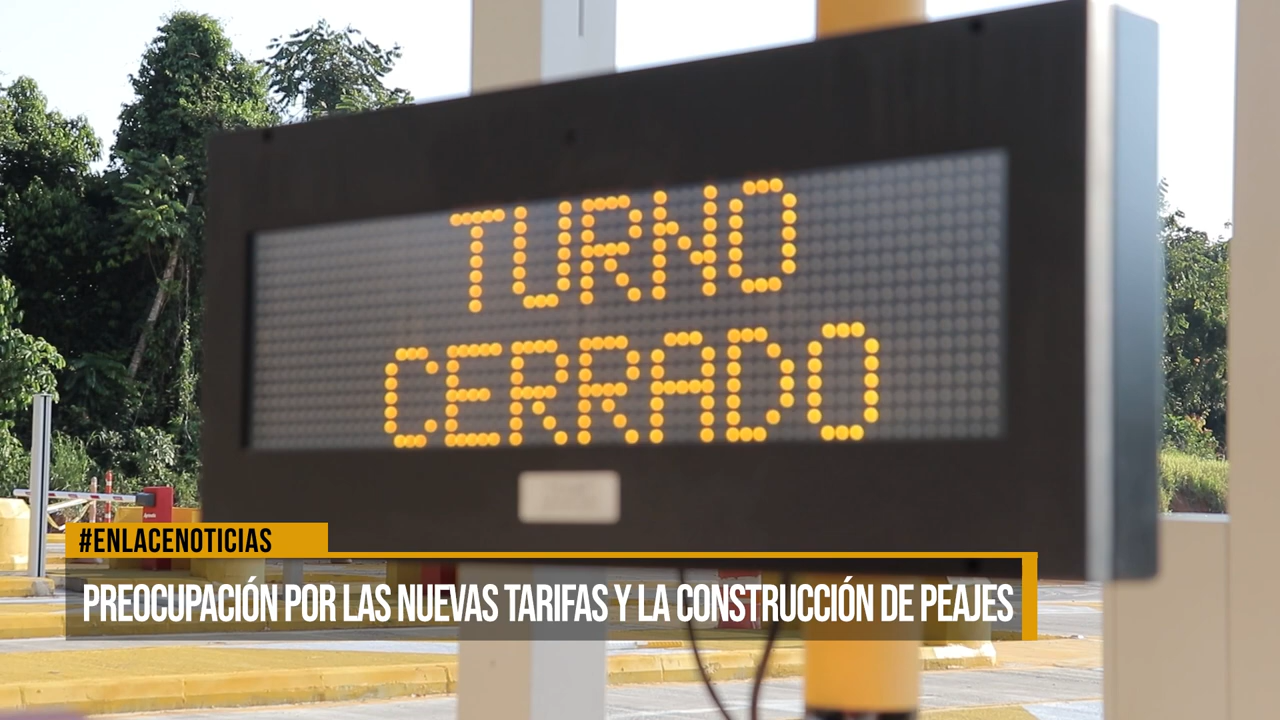 TURNO
CERRADO
#ENLACENOTICIAS
PREOCUPACIÓN POR LAS NUEVAS TARIFAS Y LA CONSTRUCCIÓN DE PEAJES